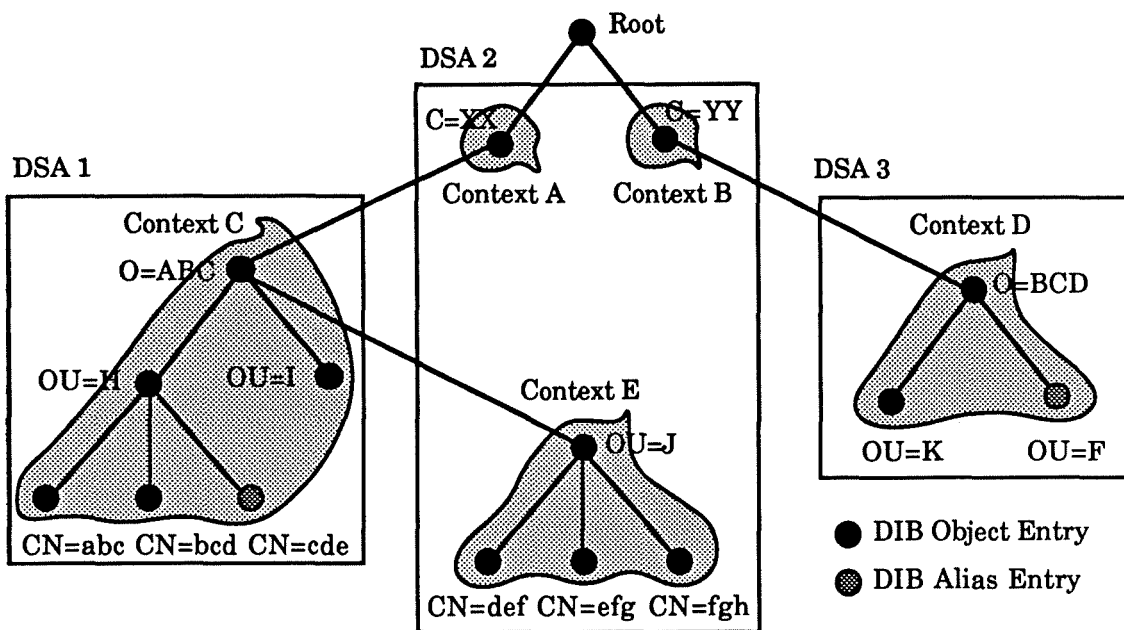 Root
DSA 2
C=XX
C=YY
DSA 1
DSA 3
Context A
Context B
Context C
Context D
O=ABC
O=BCD
OU=H
OU=I
Context E
OU=J
OU=K
OU=F
DIB Object Entry
CN=abc CN=bcd CN=cde
DIB Alias Entry
CN=def CN=efg CN=fgh